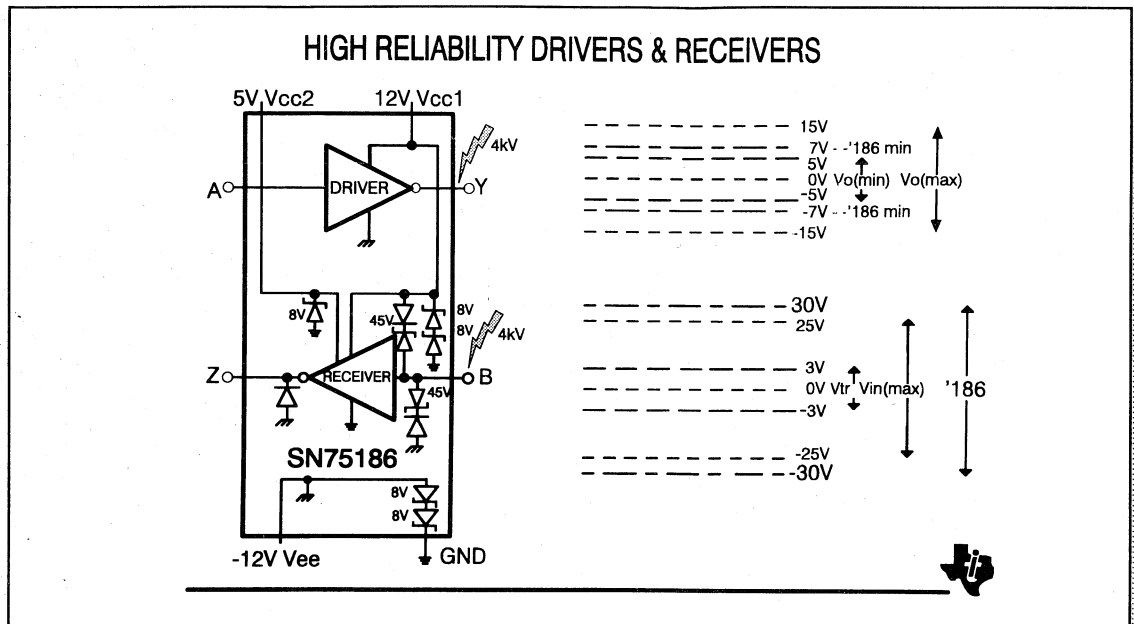 HIGH RELIABILITY DRIVERS & RECEIVERS
5V Vcc2
12V Vcc1
4kV
A
DRIVER
Y
8V
45V
8V
8V
4kV
Z
RECEIVER
B
45V
SN75186
8V
8V
-12V Vee
GND
15V
7V - -'186 min
5V
0V Vo(min) Vo(max)
-5V
-7V - -'186 min
-15V
30V
25V
3V
0V Vtr Vin(max) '186
-3V
-25V
-30V
i